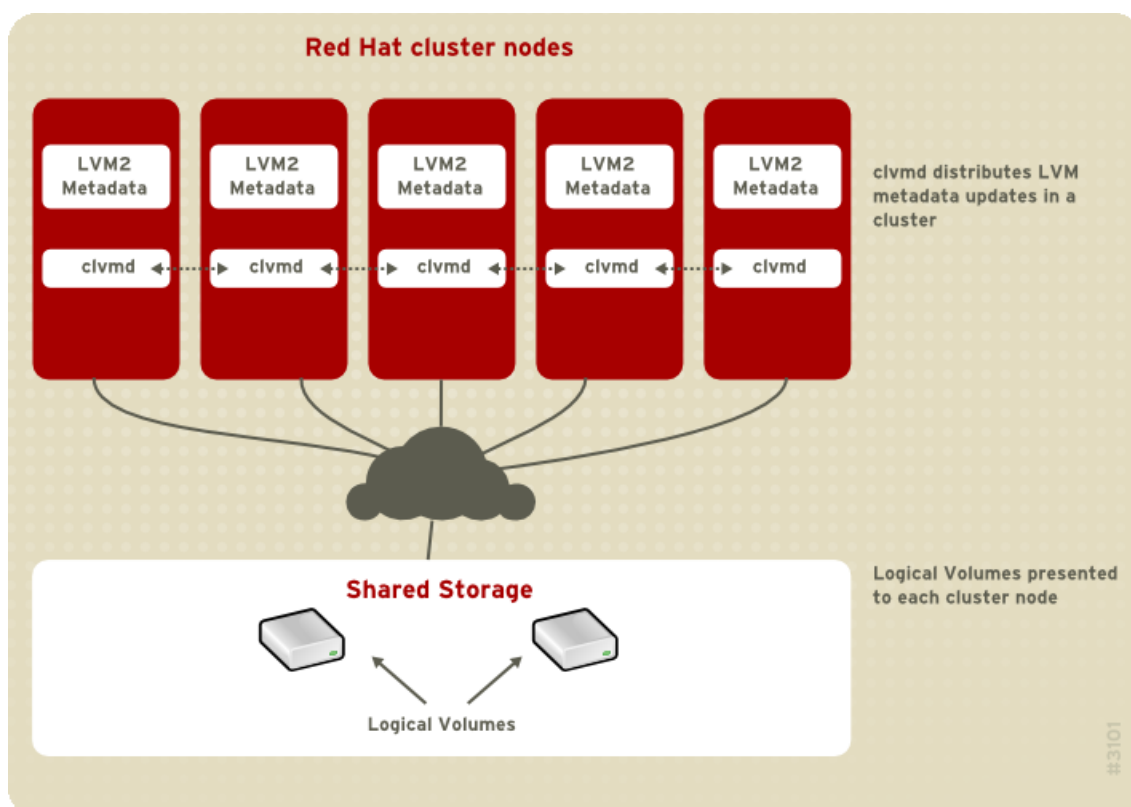 Red Hat cluster nodes
LVM2
Metadata
LVM2
Metadata
LVM2
Metadata
LVM2
Metadata
LVM2
Metadata
clvmd distributes LVM
metadata updates in a
cluster
clvmd
clvmd
clvmd
clvmd
clvmd
Shared Storage
Logical Volumes presented
to each cluster node
Logical Volumes
#3101